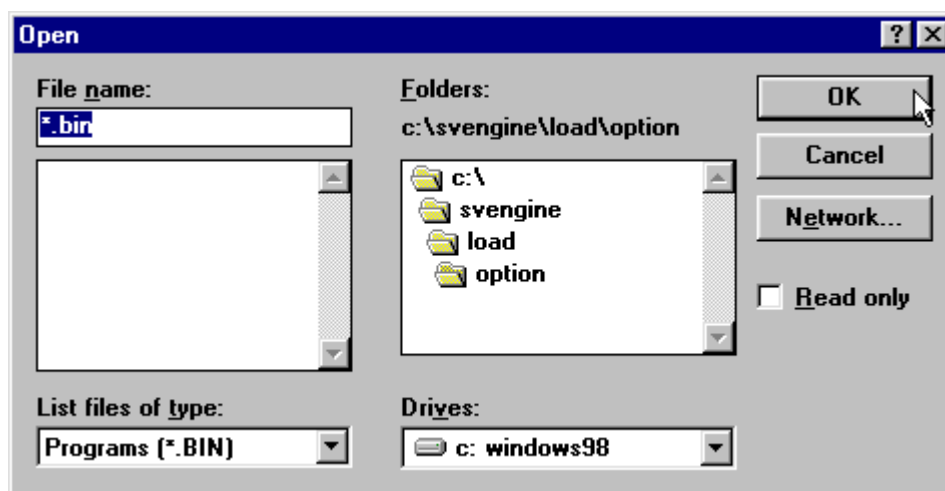 Open
File name:
*.bin
List files of type:
Programs (*.BIN)
Folders:
c:\svengine\load\option
c:\
svengine
load
option
Drives:
c: windows98
OK
Cancel
Network...
Read only